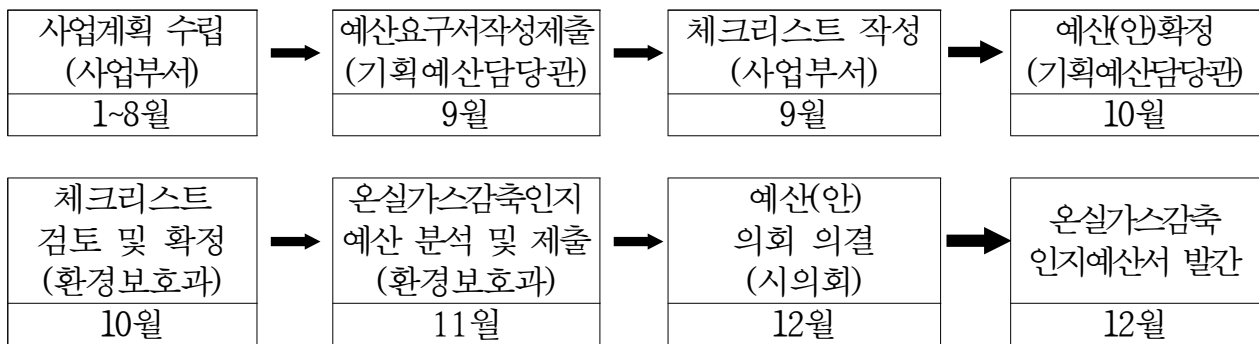 사업계획 수립
(사업부서)
1~8월
예산요구서작성제출
(기획예산담당관)
9월
체크리스트 작성
(사업부서)
9월
예산(안)확정
(기획예산담당관)
10월
체크리스트
검토 및 확정
(환경보호과)
10월
온실가스감축인지
예산 분석 및 제출
(환경보호과)
11월
예산(안)
의회 의결
(시의회)
12월
온실가스감축
인지예산서 발간
12월